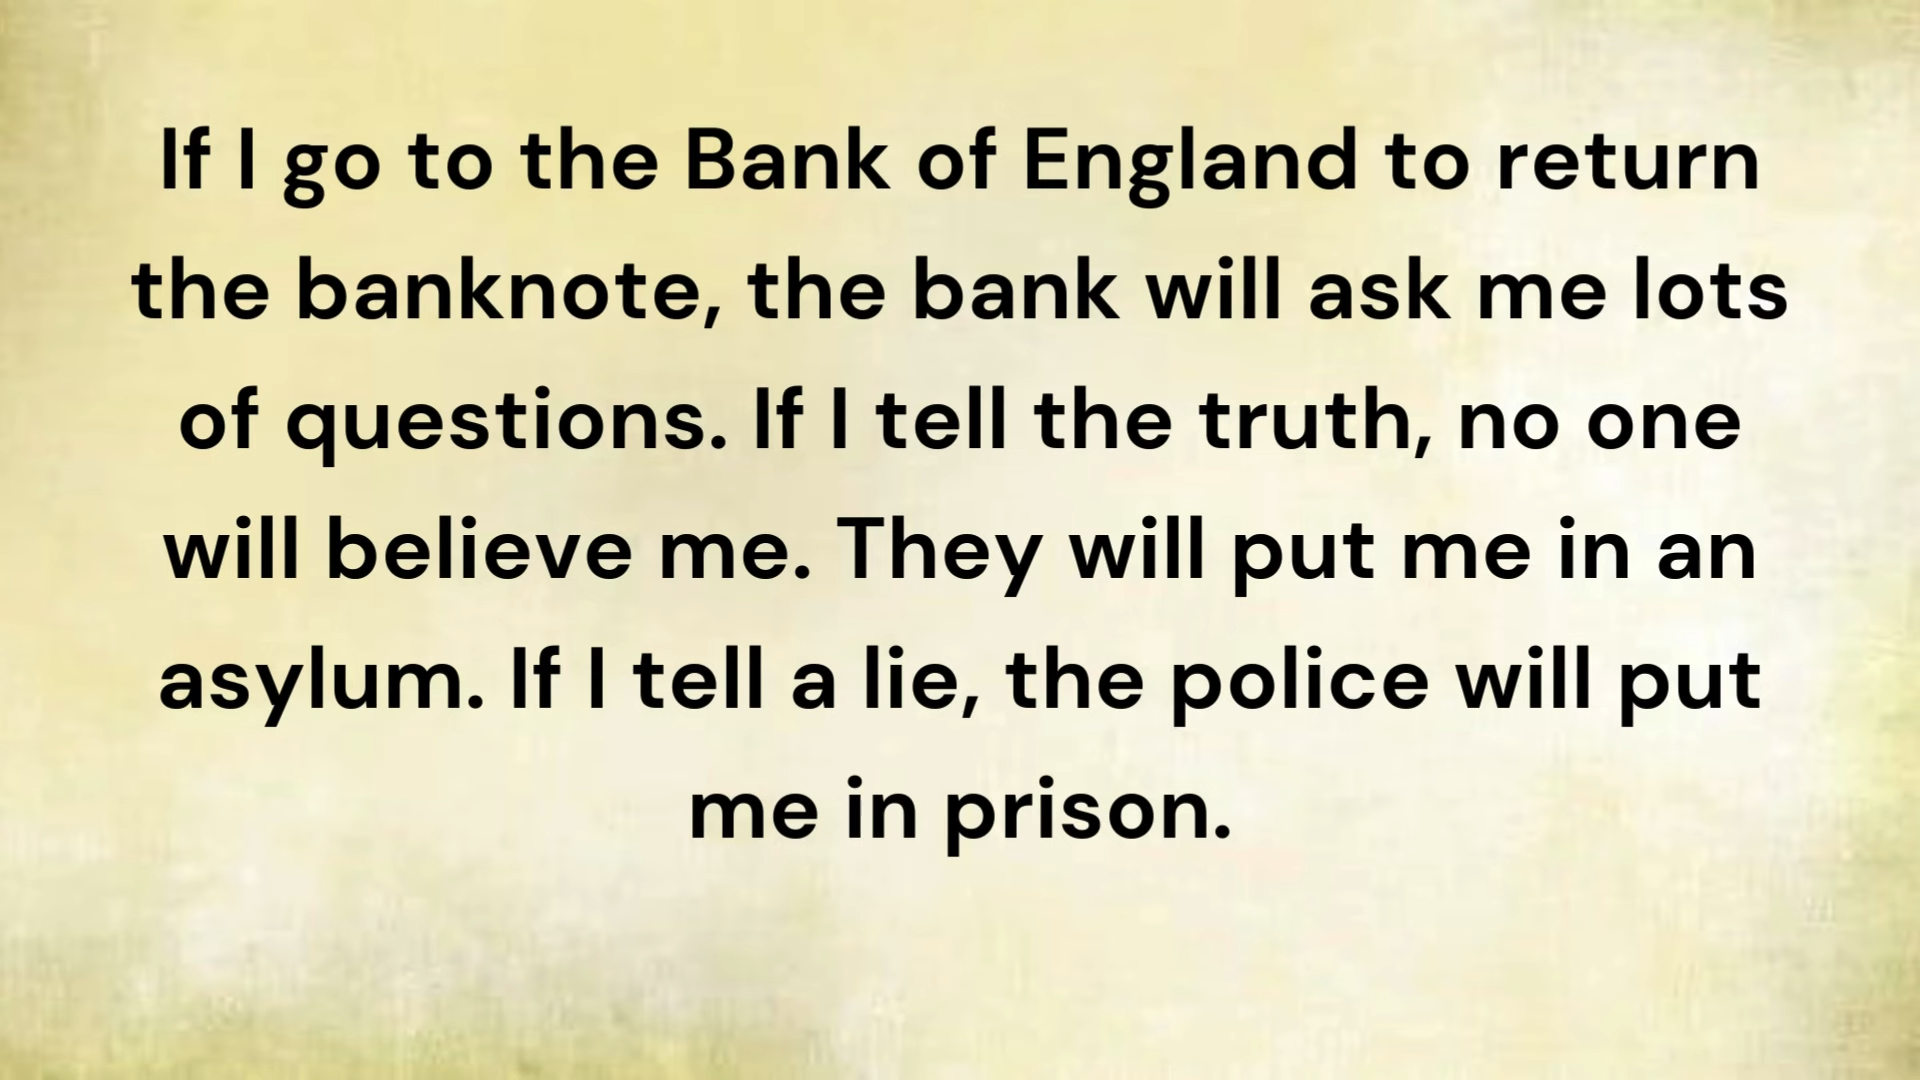 If I go to the Bank of England to return
the banknote, the bank will ask me lots
of questions. If I tell the truth, no one
will believe me. They will put me in an
asylum. If I tell a lie, the police will put
me in prison.